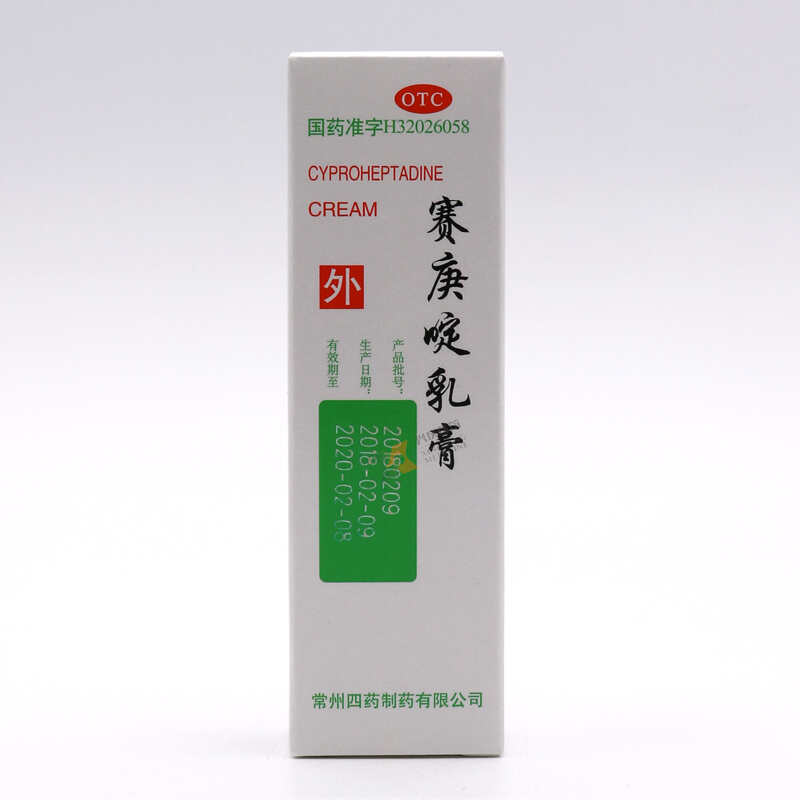 OTC
国药准字H32026058
CYPROHEPTADINE
CREAM
赛庚啶乳膏
外
产品批号:
生产日期:
有效期至
20180209
2018-02-09
2020-02-08
常州四药制药有限公司